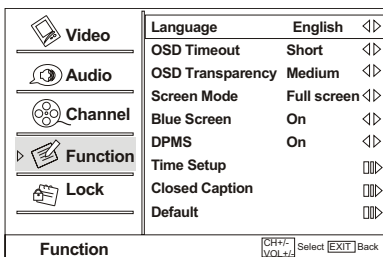 Video
Audio
Channel
Function
Lock
Language English
OSD Timeout Short
OSD Transparency Medium
Screen Mode Full screen
Blue Screen On
DPMS On
Time Setup
Closed Caption
Default
Function
CH+/-
VOL+/- Select EXIT Back